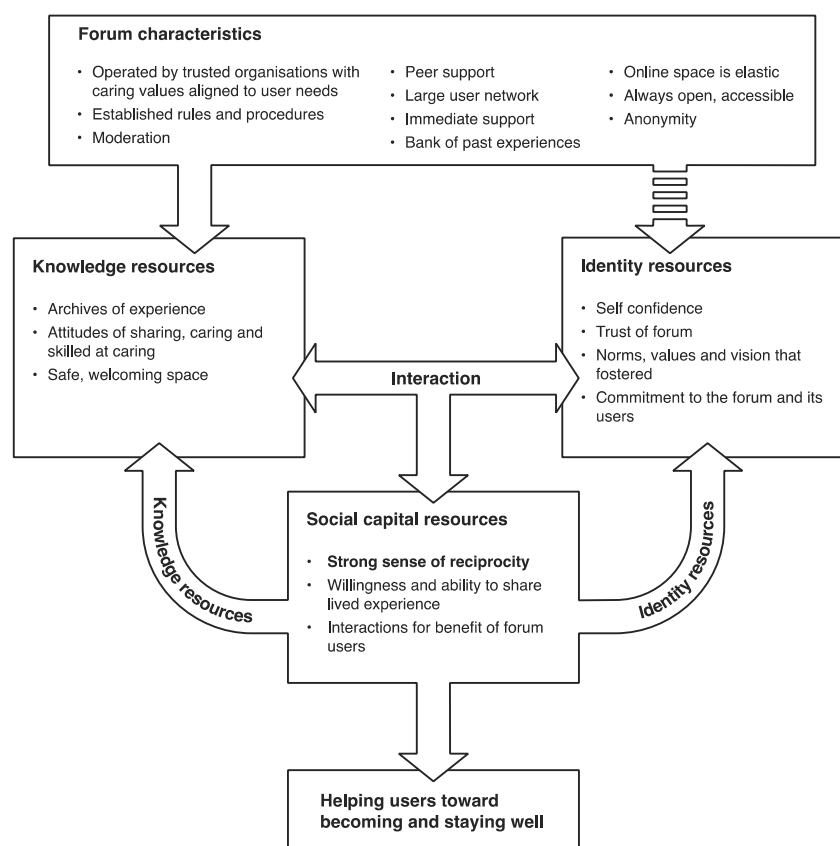 Forum characteristics
• Operated by trusted organisations with
caring values aligned to user needs
• Established rules and procedures
• Moderation
• Peer support
• Large user network
• Immediate support
• Bank of past experiences
• Online space is elastic
• Always open, accessible
• Anonymity
Knowledge resources
• Archives of experience
• Attitudes of sharing, caring and
skilled at caring
• Safe, welcoming space
Identity resources
• Self confidence
• Trust of forum
• Norms, values and vision that
fostered
• Commitment to the forum and its
users
Interaction
Knowledge resources
Social capital resources
• Strong sense of reciprocity
• Willingness and ability to share
lived experience
• Interactions for benefit of forum
users
Identity resources
Helping users toward
becoming and staying well